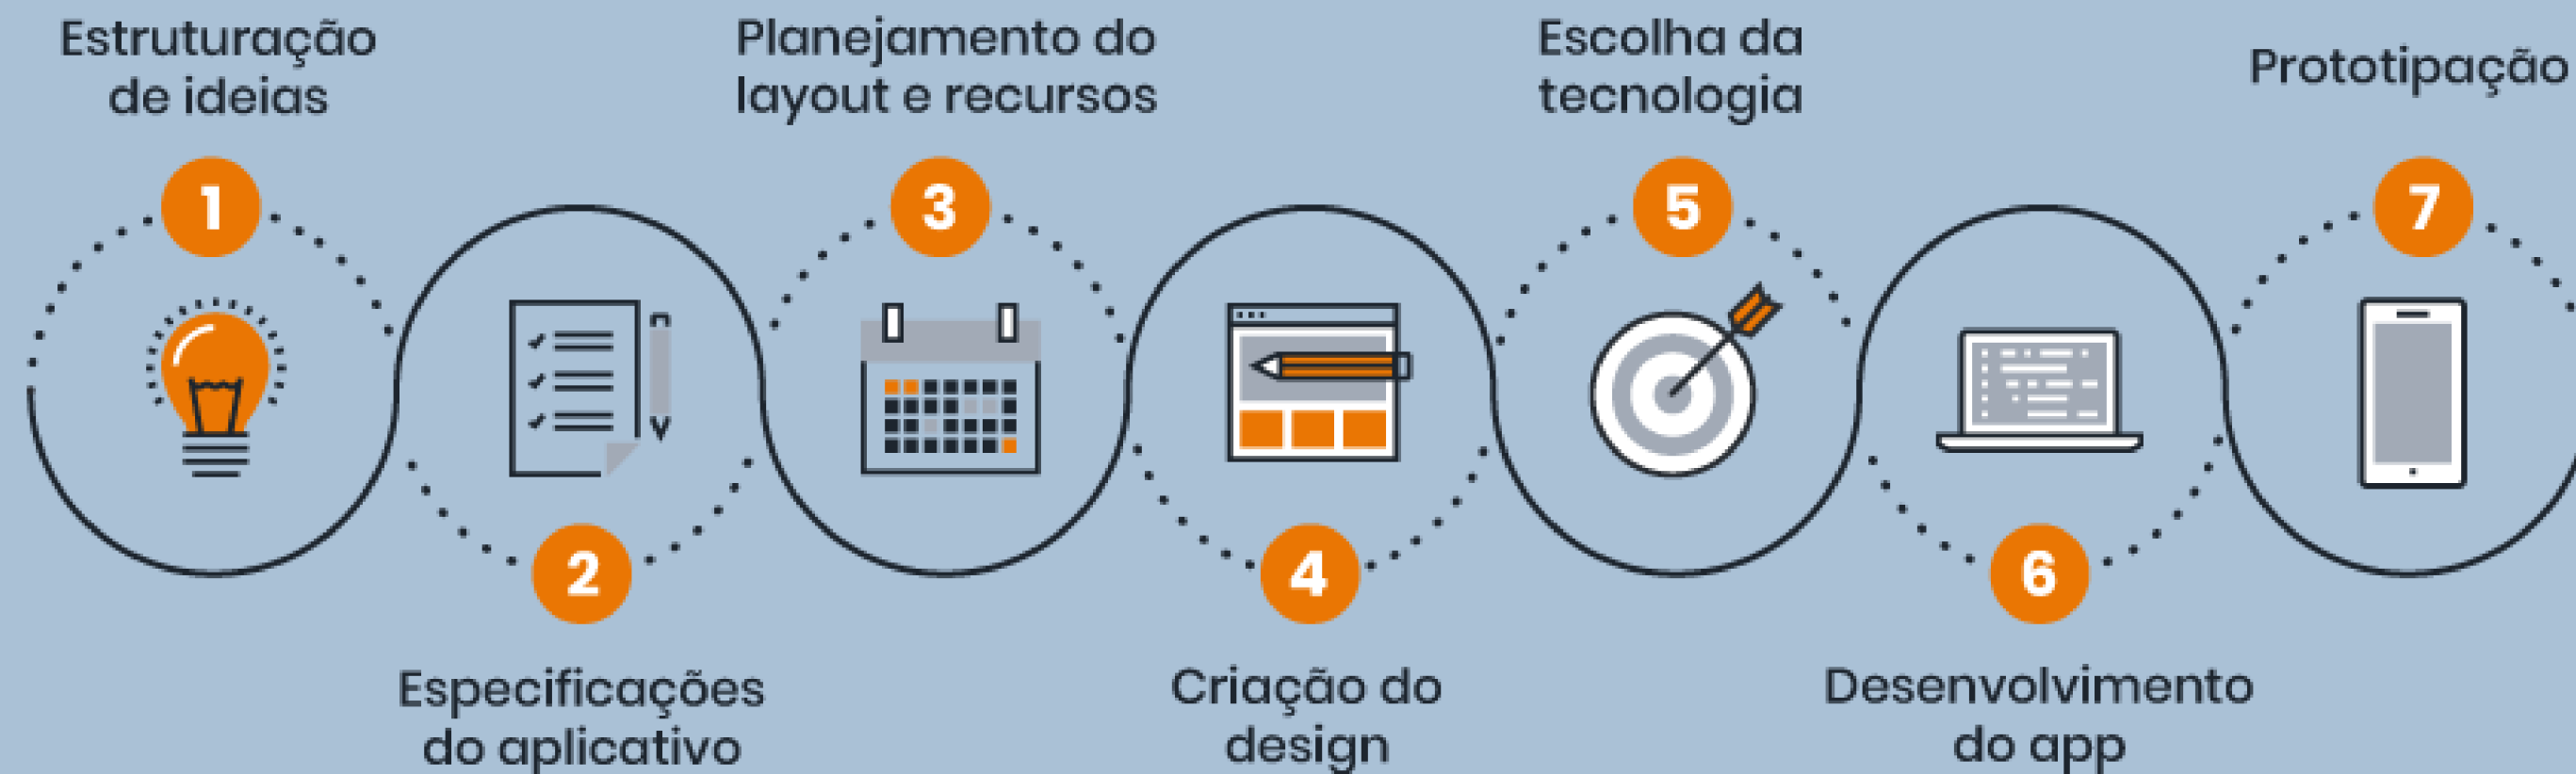 Estruturação
de ideias
1
Especificações
do aplicativo
2
Planejamento do
layout e recursos
3
Criação do
design
4
Escolha da
tecnologia
5
Desenvolvimento
do app
6
Prototipação
7